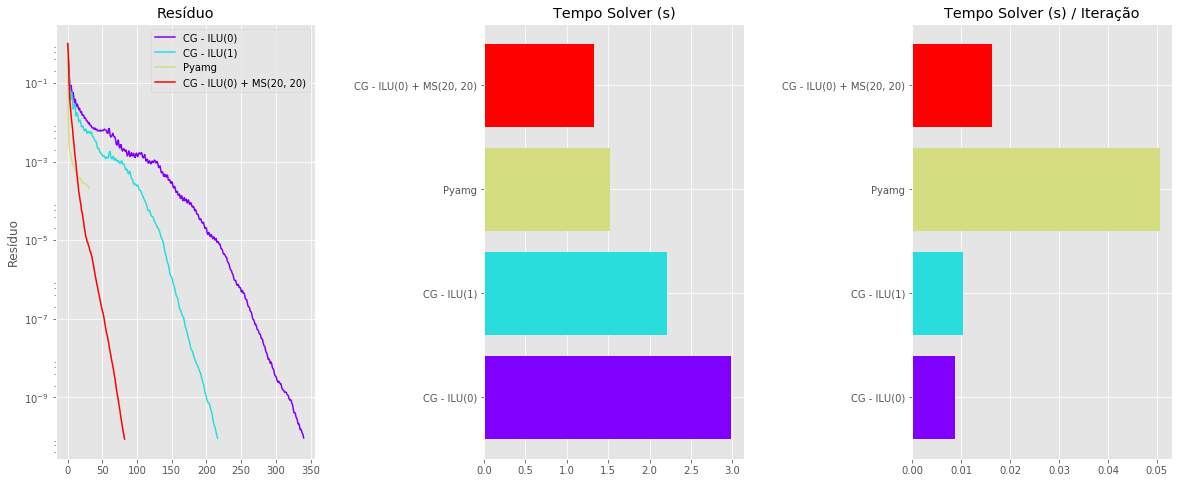 Resíduo
Resíduo
10⁻¹
10⁻³
10⁻⁵
10⁻⁷
10⁻⁹
0 50 100 150 200 250 300 350
CG - ILU(0)
CG - ILU(1)
Pyamg
CG - ILU(0) + MS(20, 20)
Tempo Solver (s)
CG - ILU(0) + MS(20, 20)
Pyamg
CG - ILU(1)
CG - ILU(0)
0.0 0.5 1.0 1.5 2.0 2.5 3.0
Tempo Solver (s) / Iteração
CG - ILU(0) + MS(20, 20)
Pyamg
CG - ILU(1)
CG - ILU(0)
0.00 0.01 0.02 0.03 0.04 0.05